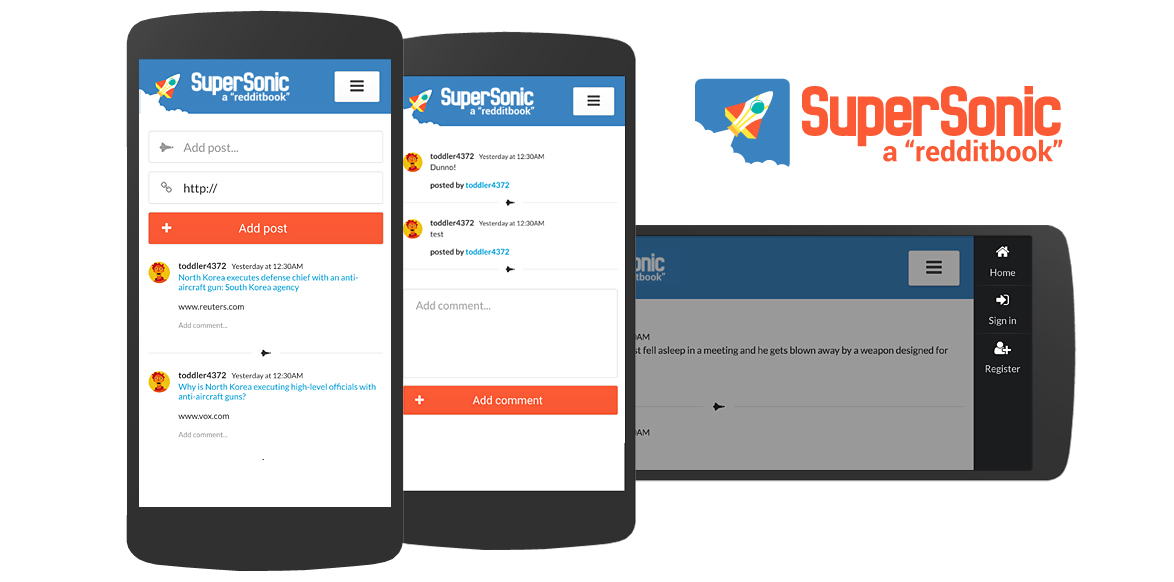 SuperSonic
a “redditbook”
Add post...
http://
Add post
toddler4372 Yesterday at 12:30AM
North Korea executes defense chief with an anti-
aircraft gun: South Korea agency
www.reuters.com
Add comment...
toddler4372 Yesterday at 12:30AM
Why is North Korea executing high-level officials with
anti-aircraft guns?
www.vox.com
Add comment...
SuperSonic
a “redditbook”
toddler4372 Yesterday at 12:30AM
Dunno!
posted by toddler4372
toddler4372 Yesterday at 12:30AM
test
posted by toddler4372
Add comment...
Add comment
SuperSonic
a “redditbook”
nic
itbook”
AM
st fell asleep in a meeting and he gets blown away by a weapon designed for
0AM
Home
Sign in
Register